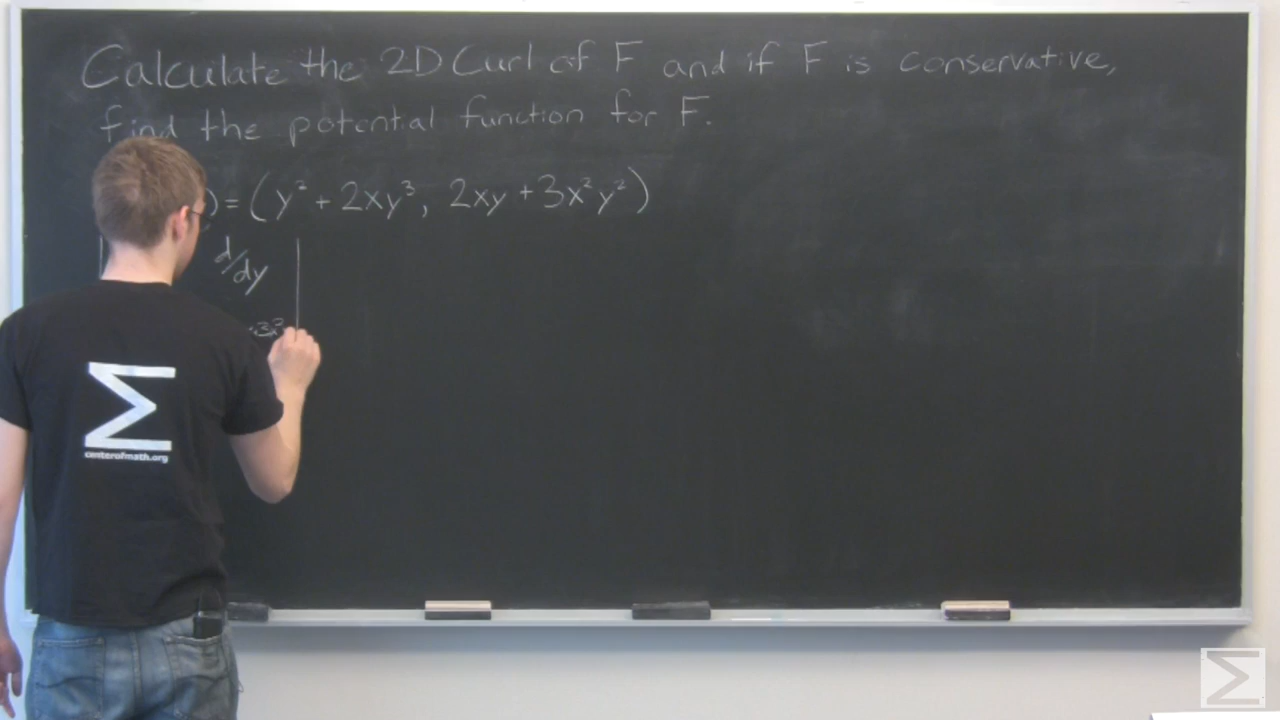 Calculate the 2D Curl of F and if F is conservative,
find the potential function for F.
) = (y² + 2xy³, 2xy + 3x²y²)
d/dy
Σ
centerofmath.org
Σ